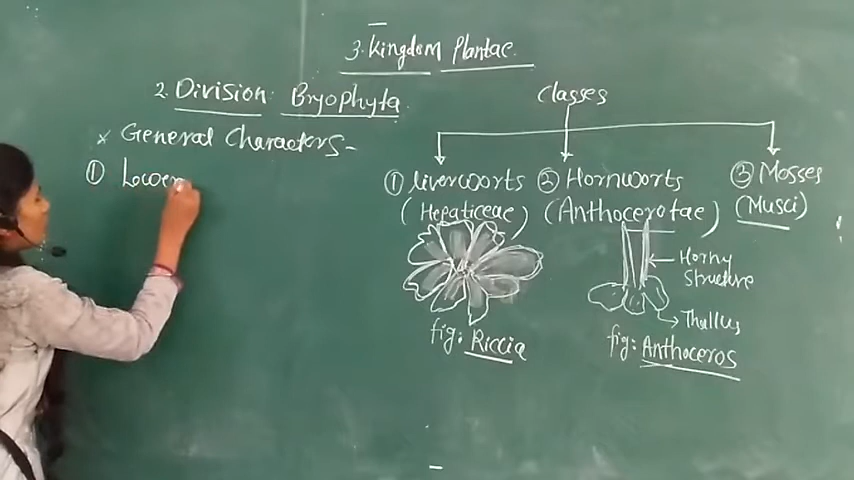 3. Kingdom Plantae.
2. Division Bryophyta.
× General Characters-
① Lower
Classes
① liverworts
(Hepaticeae)
fig: Riccia
② Hornworts
(Anthocerotae)
Horny
Structure
Thallus
fig: Anthoceros
③ Mosses
(Musci)